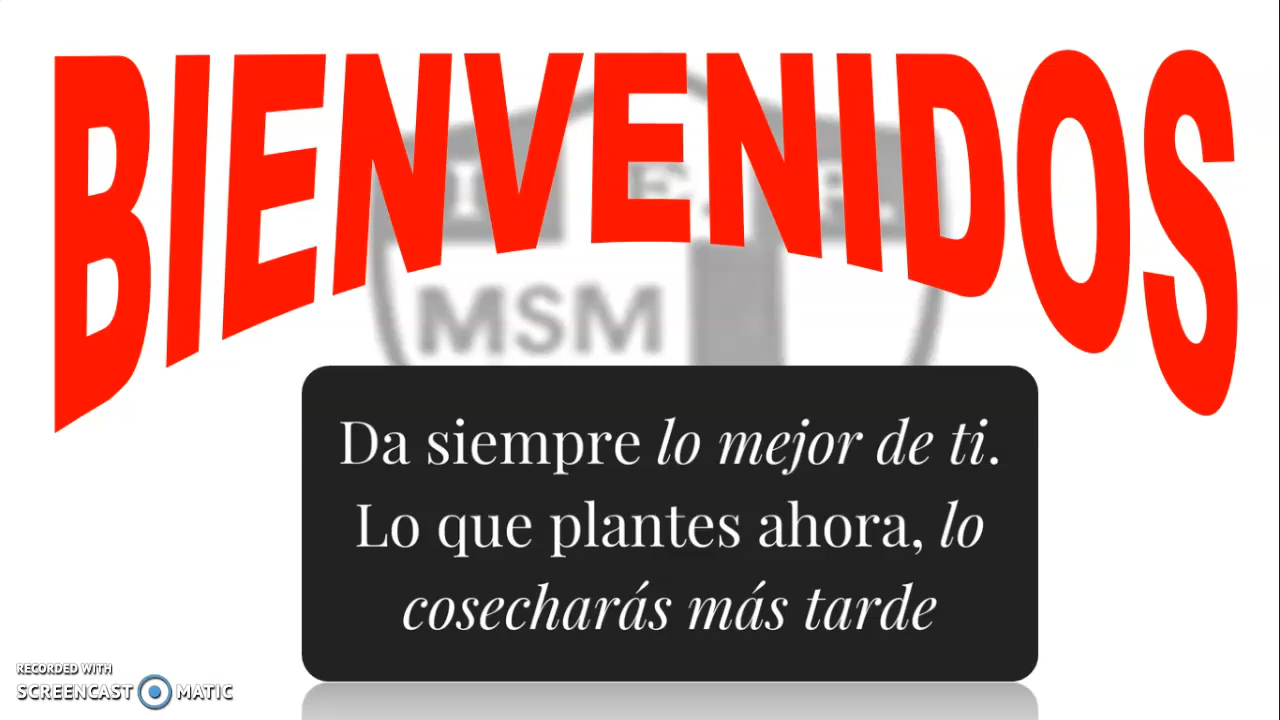 BIENVENIDOS
MSM
Da siempre lo mejor de ti.
Lo que plantes ahora, lo
cosecharás más tarde
RECORDED WITH
SCREENCAST MATIC